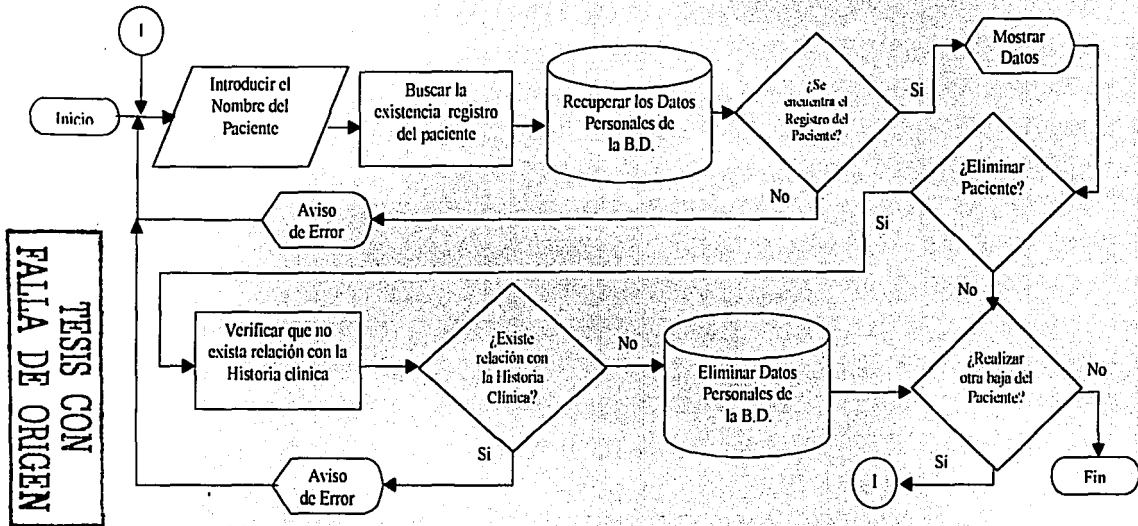 1
Inicio
Introducir el
Nombre del
Paciente
Buscar la
existencia registro
del paciente
Recuperar los Datos
Personales de
la B.D.
¿Se
encuentra el
Registro del
Paciente?
Si
Mostrar
Datos
No
Aviso
de Error
¿Eliminar
Paciente?
Si
No
Verificar que no
exista relación con la
Historia clínica
¿Existe
relación con
la Historia
Clínica?
No
Eliminar Datos
Personales de
la B.D.
¿Realizar
otra baja del
Paciente?
No
Si
Aviso
de Error
Si
1
Fin
TESIS CON
FALLA DE ORIGEN